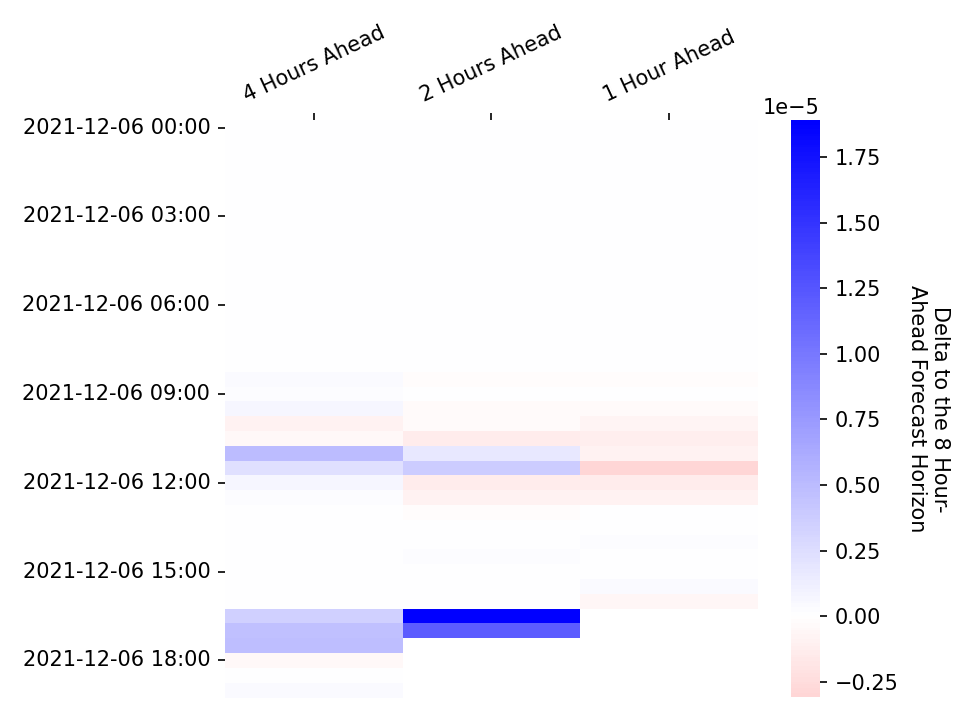 4 Hours Ahead
2 Hours Ahead
1 Hour Ahead
2021-12-06 00:00
2021-12-06 03:00
2021-12-06 06:00
2021-12-06 09:00
2021-12-06 12:00
2021-12-06 15:00
2021-12-06 18:00
1e−5
1.75
1.50
1.25
1.00
0.75
0.50
0.25
0.00
−0.25
Delta to the 8 Hour-
Ahead Forecast Horizon